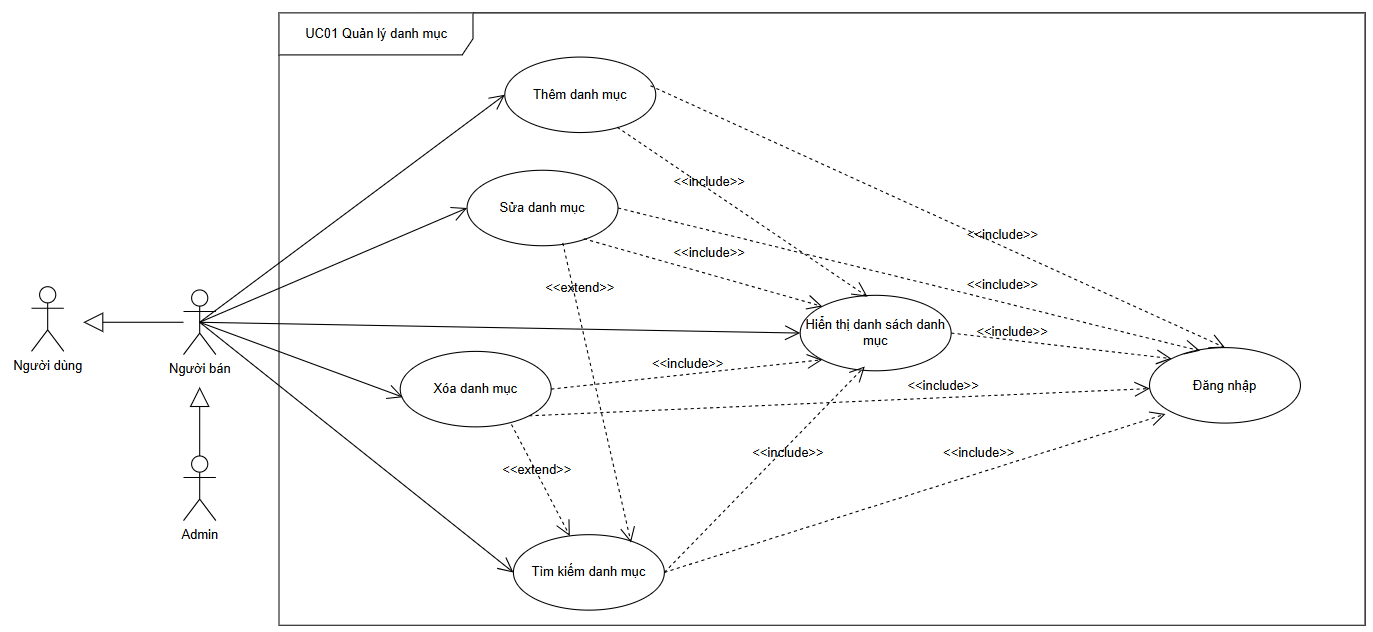 UC01 Quản lý danh mục
Thêm danh mục
<<include>>
Sửa danh mục
<<include>>
<<include>>
<<include>>
<<extend>>
Hiển thị danh sách danh
mục
<<include>>
Người dùng
Người bán
<<include>>
Xóa danh mục
<<include>>
Đăng nhập
<<include>>
<<include>>
<<extend>>
Admin
Tìm kiếm danh mục